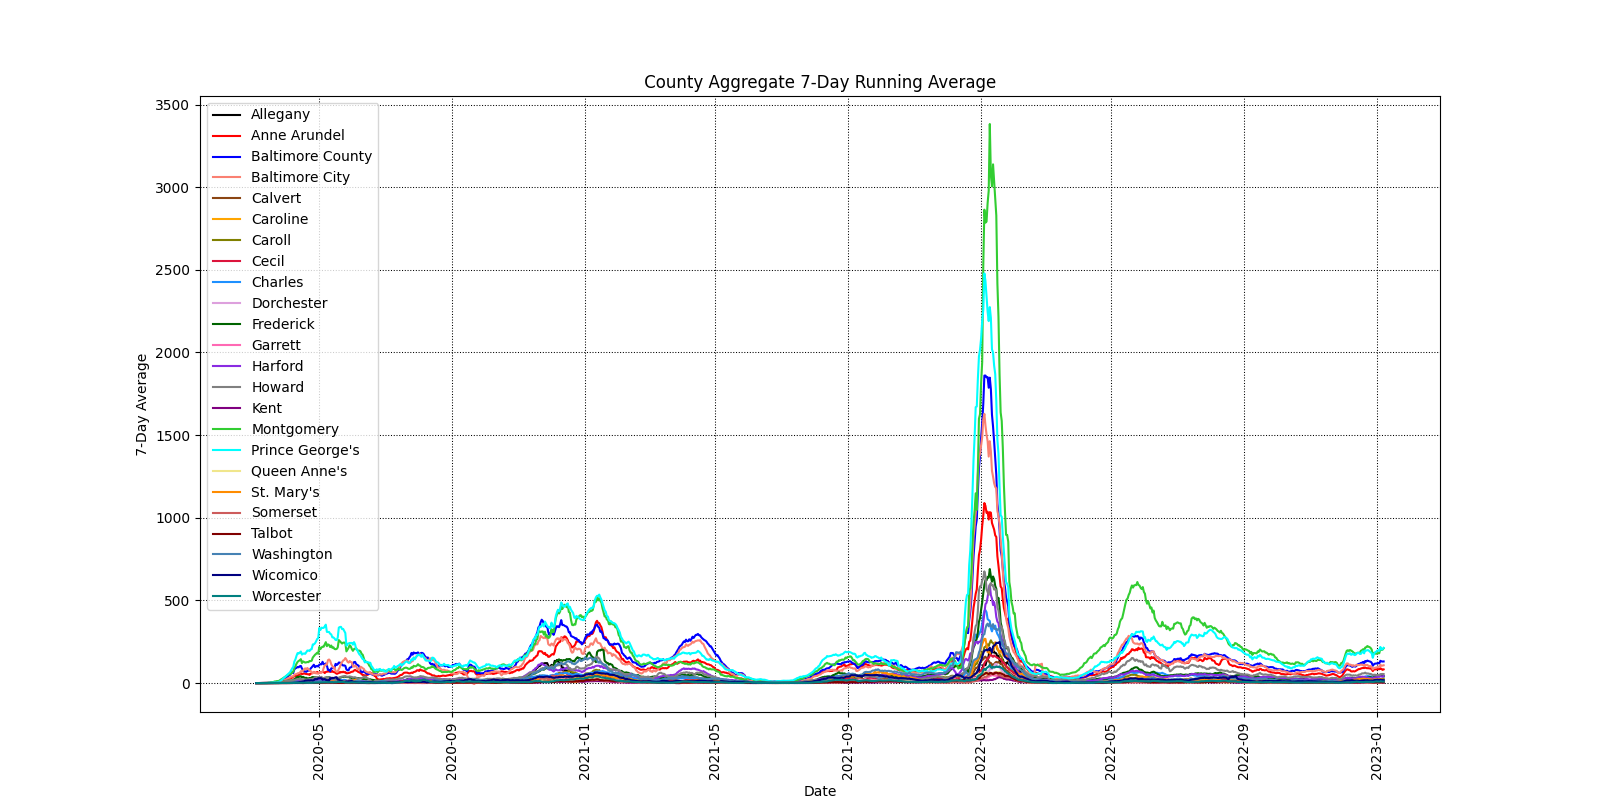 County Aggregate 7-Day Running Average
3500
3000
2500
2000
1500
1000
500
0
7-Day Average
Allegany
Anne Arundel
Baltimore County
Baltimore City
Calvert
Caroline
Caroll
Cecil
Charles
Dorchester
Frederick
Garrett
Harford
Howard
Kent
Montgomery
Prince George's
Queen Anne's
St. Mary's
Somerset
Talbot
Washington
Wicomico
Worcester
2020-05
2020-09
2021-01
2021-05
2021-09
2022-01
2022-05
2022-09
2023-01
Date